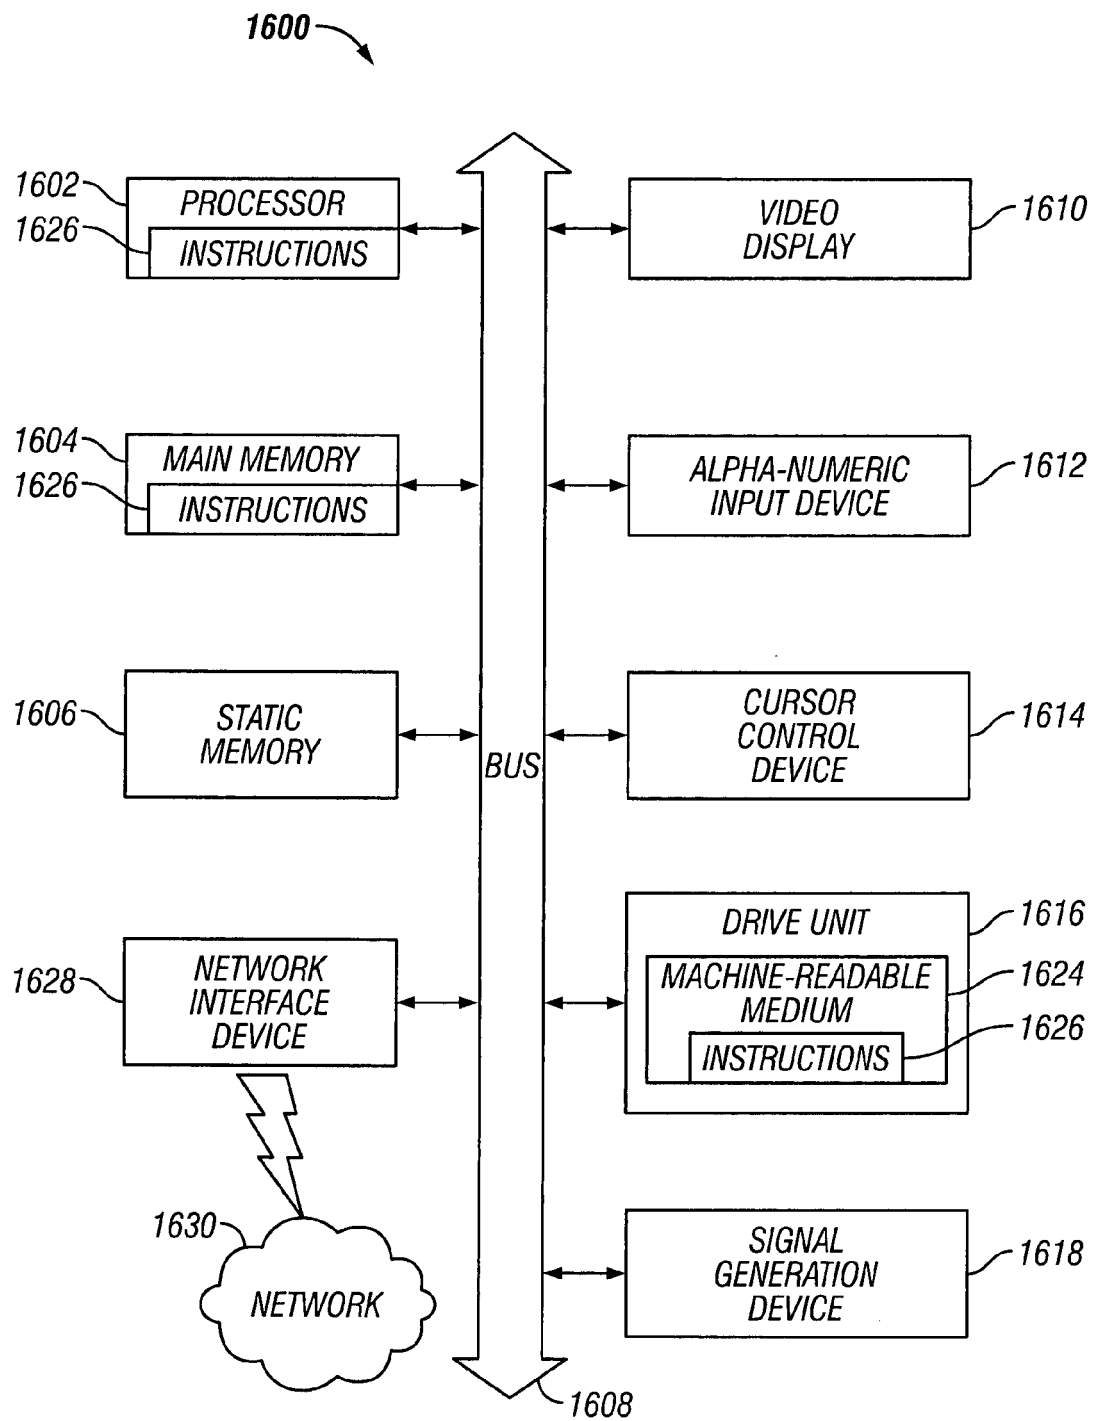 1600
1602
PROCESSOR
1626
INSTRUCTIONS
VIDEO
DISPLAY
1610
1604
MAIN MEMORY
1626
INSTRUCTIONS
ALPHA-NUMERIC
INPUT DEVICE
1612
1606
STATIC
MEMORY
BUS
CURSOR
CONTROL
DEVICE
1614
1628
NETWORK
INTERFACE
DEVICE
DRIVE UNIT
1616
MACHINE-READABLE
MEDIUM
1624
INSTRUCTIONS
1626
1630
NETWORK
SIGNAL
GENERATION
DEVICE
1618
1608